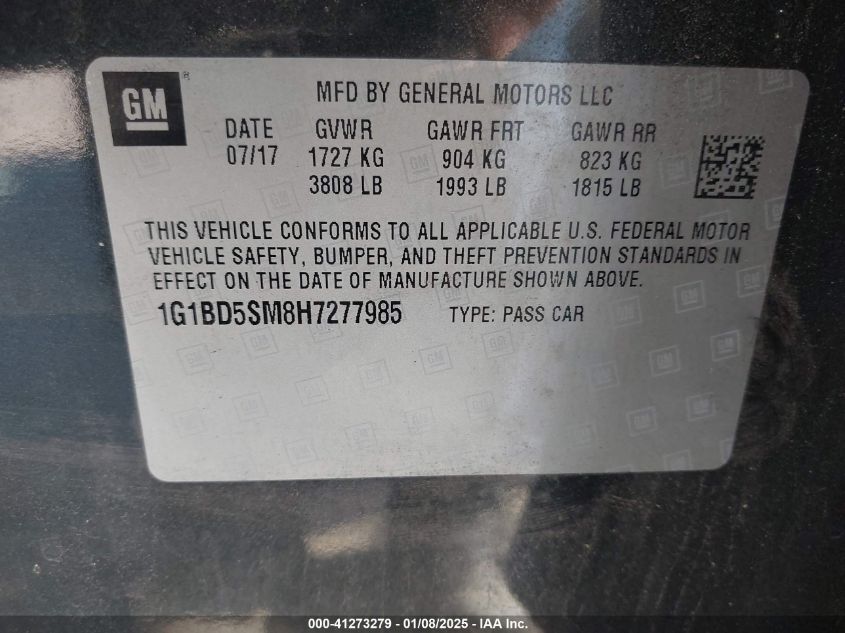 GM ®
MFD BY GENERAL MOTORS LLC
DATE GVWR GAWR FRT GAWR RR
07/17 1727 KG 904 KG 823 KG
3808 LB 1993 LB 1815 LB
THIS VEHICLE CONFORMS TO ALL APPLICABLE U.S. FEDERAL MOTOR
VEHICLE SAFETY, BUMPER, AND THEFT PREVENTION STANDARDS IN
EFFECT ON THE DATE OF MANUFACTURE SHOWN ABOVE.
1G1BD5SM8H7277985 TYPE: PASS CAR
000-41273279 - 01/08/2025 - IAA Inc.